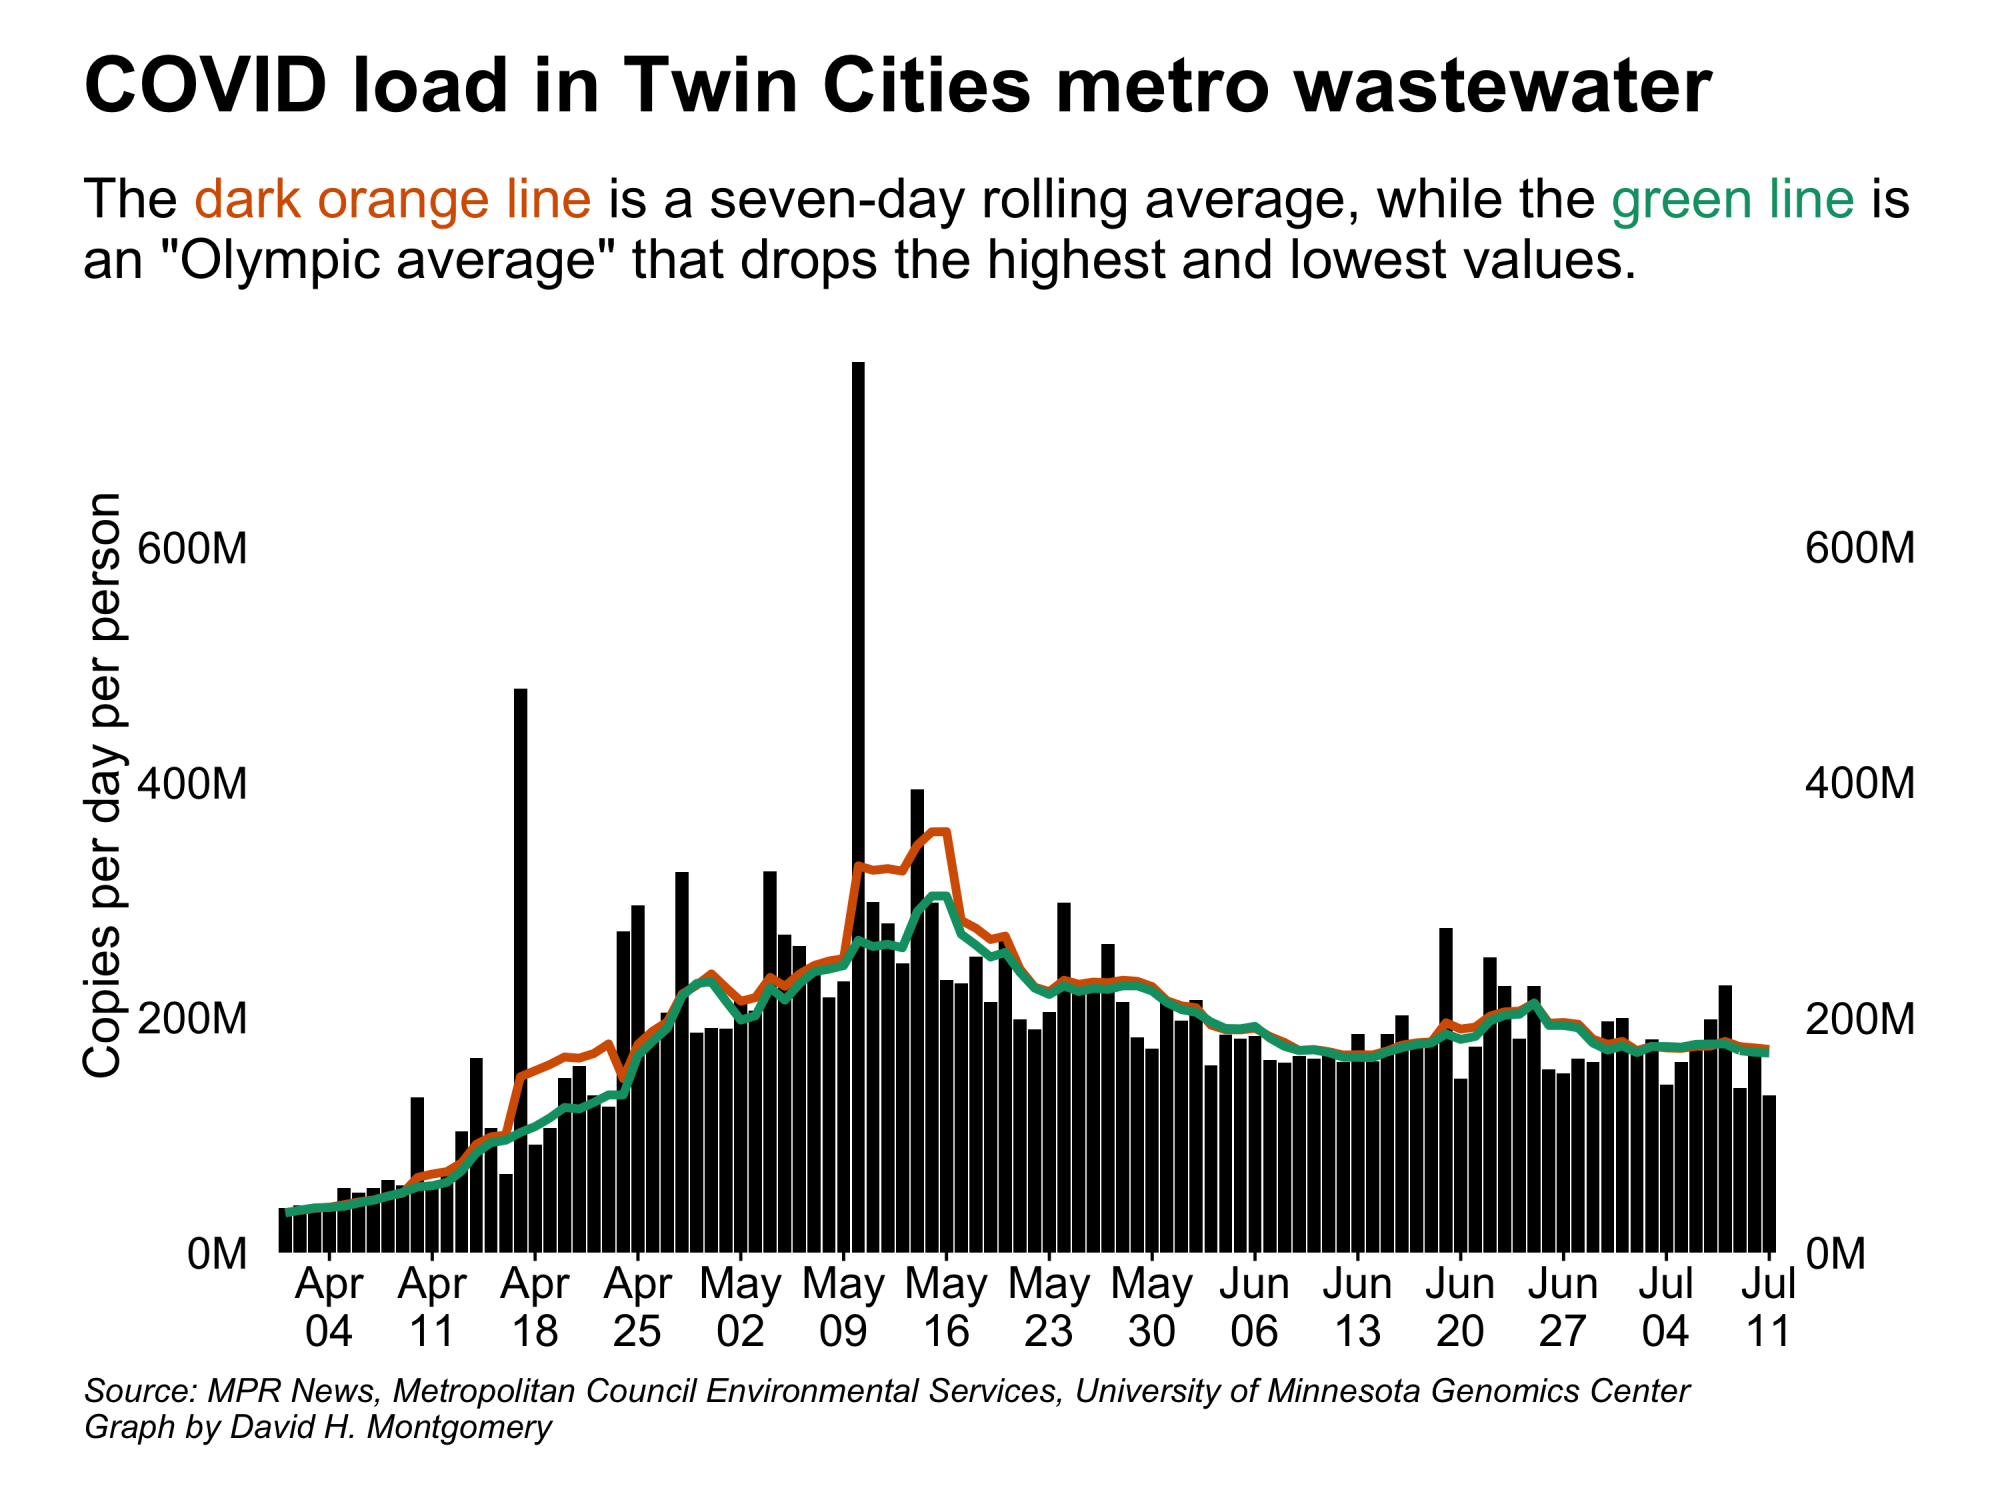 COVID load in Twin Cities metro wastewater
The dark orange line is a seven-day rolling average, while the green line is
an "Olympic average" that drops the highest and lowest values.
Copies per day per person
600M
600M
400M
400M
200M
200M
0M
0M
Apr Apr Apr Apr May May May May May Jun Jun Jun Jun Jul Jul
04 11 18 25 02 09 16 23 30 06 13 20 27 04 11
Source: MPR News, Metropolitan Council Environmental Services, University of Minnesota Genomics Center
Graph by David H. Montgomery